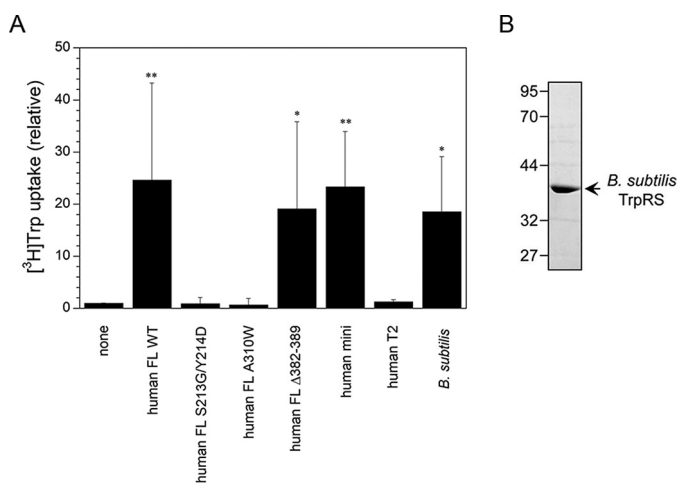 A
[³H]Trp uptake (relative)
50
40
30
20
10
0
**
*
**
*
none
human FL WT
human FL S213G/Y214D
human FL A310W
human FL Δ382-389
human mini
human T2
B. subtilis
B
95
70
44
32
27
B. subtilis
TrpRS